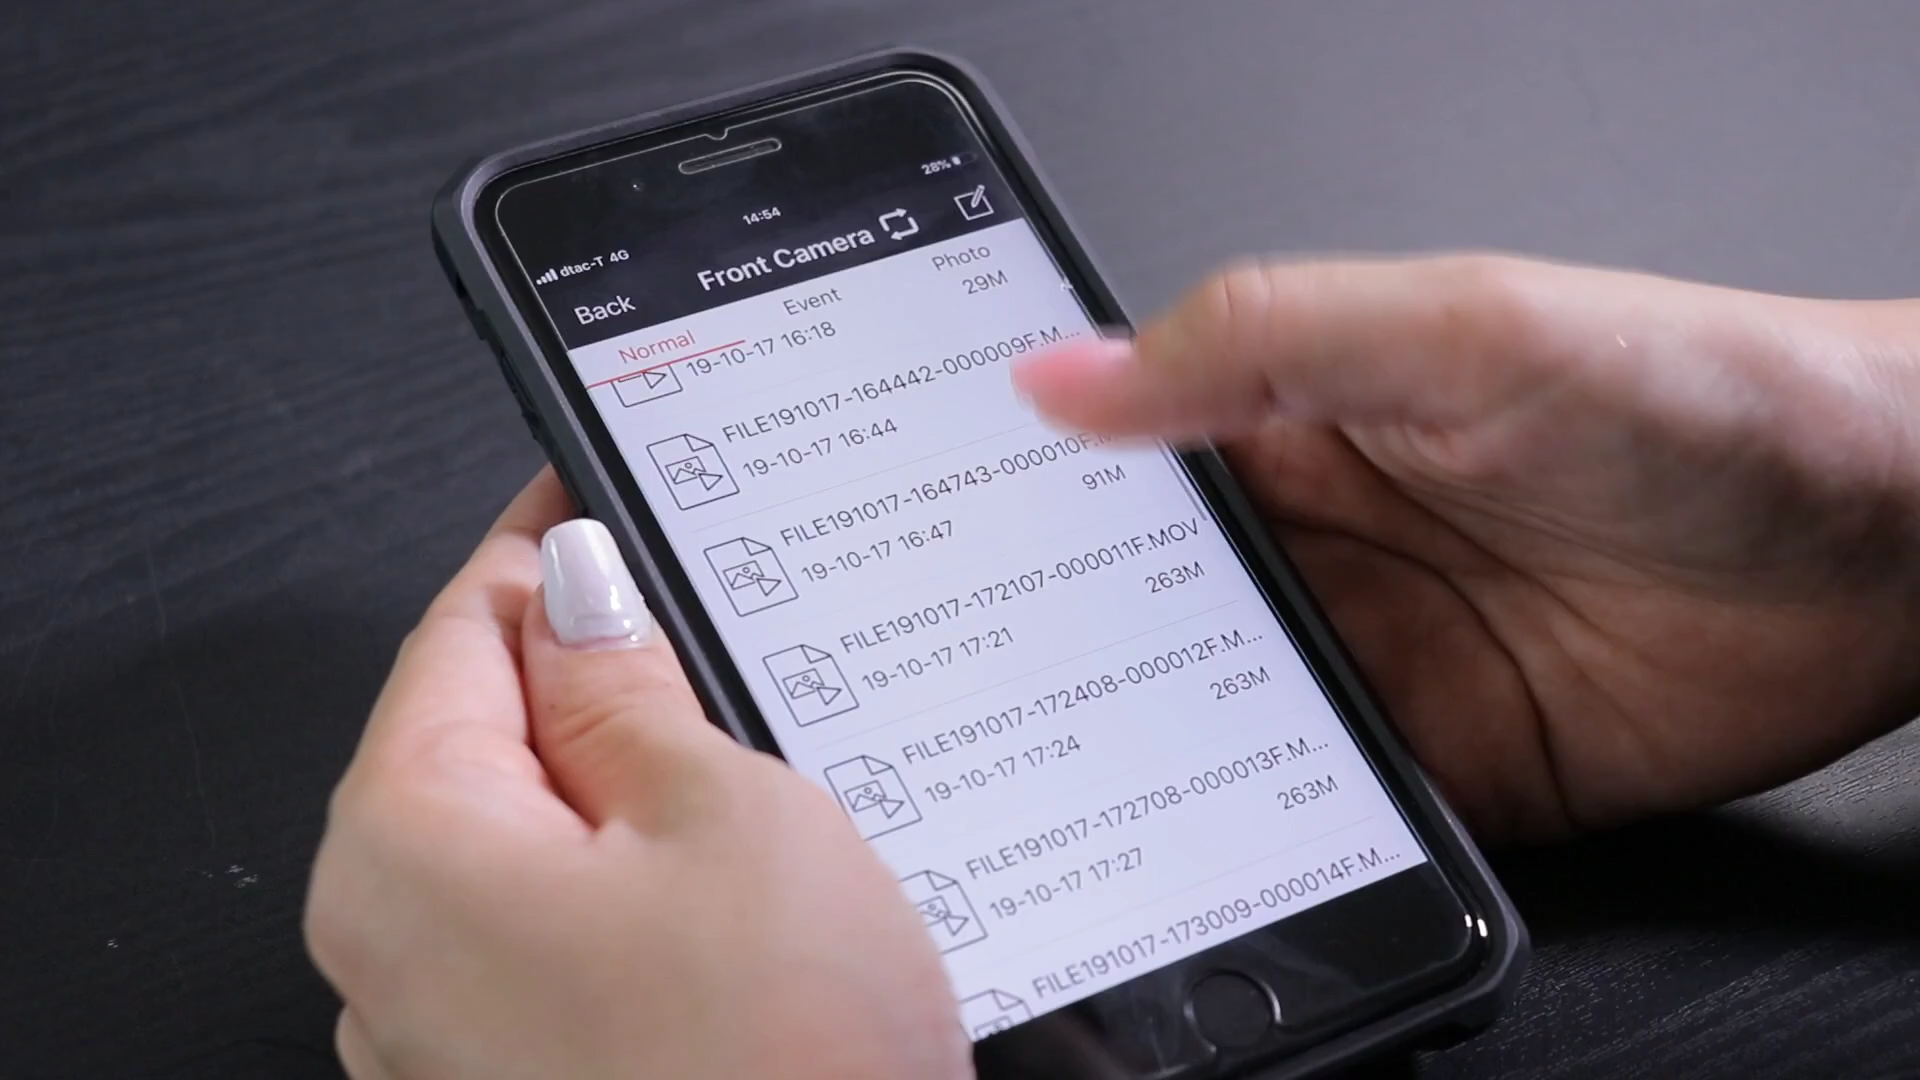 28%
14:54
dtac-T 4G
Back
Front Camera
Normal
Event
Photo
19-10-17 16:18
29M
FILE191017-164442-000009F.M...
19-10-17 16:44
FILE191017-164743-000010F.M
19-10-17 16:47
91M
FILE191017-172107-000011F.MOV
19-10-17 17:21
263M
FILE191017-172408-000012F.M...
19-10-17 17:24
263M
FILE191017-172708-000013F.M...
19-10-17 17:27
263M
FILE191017-173009-000014F.M...